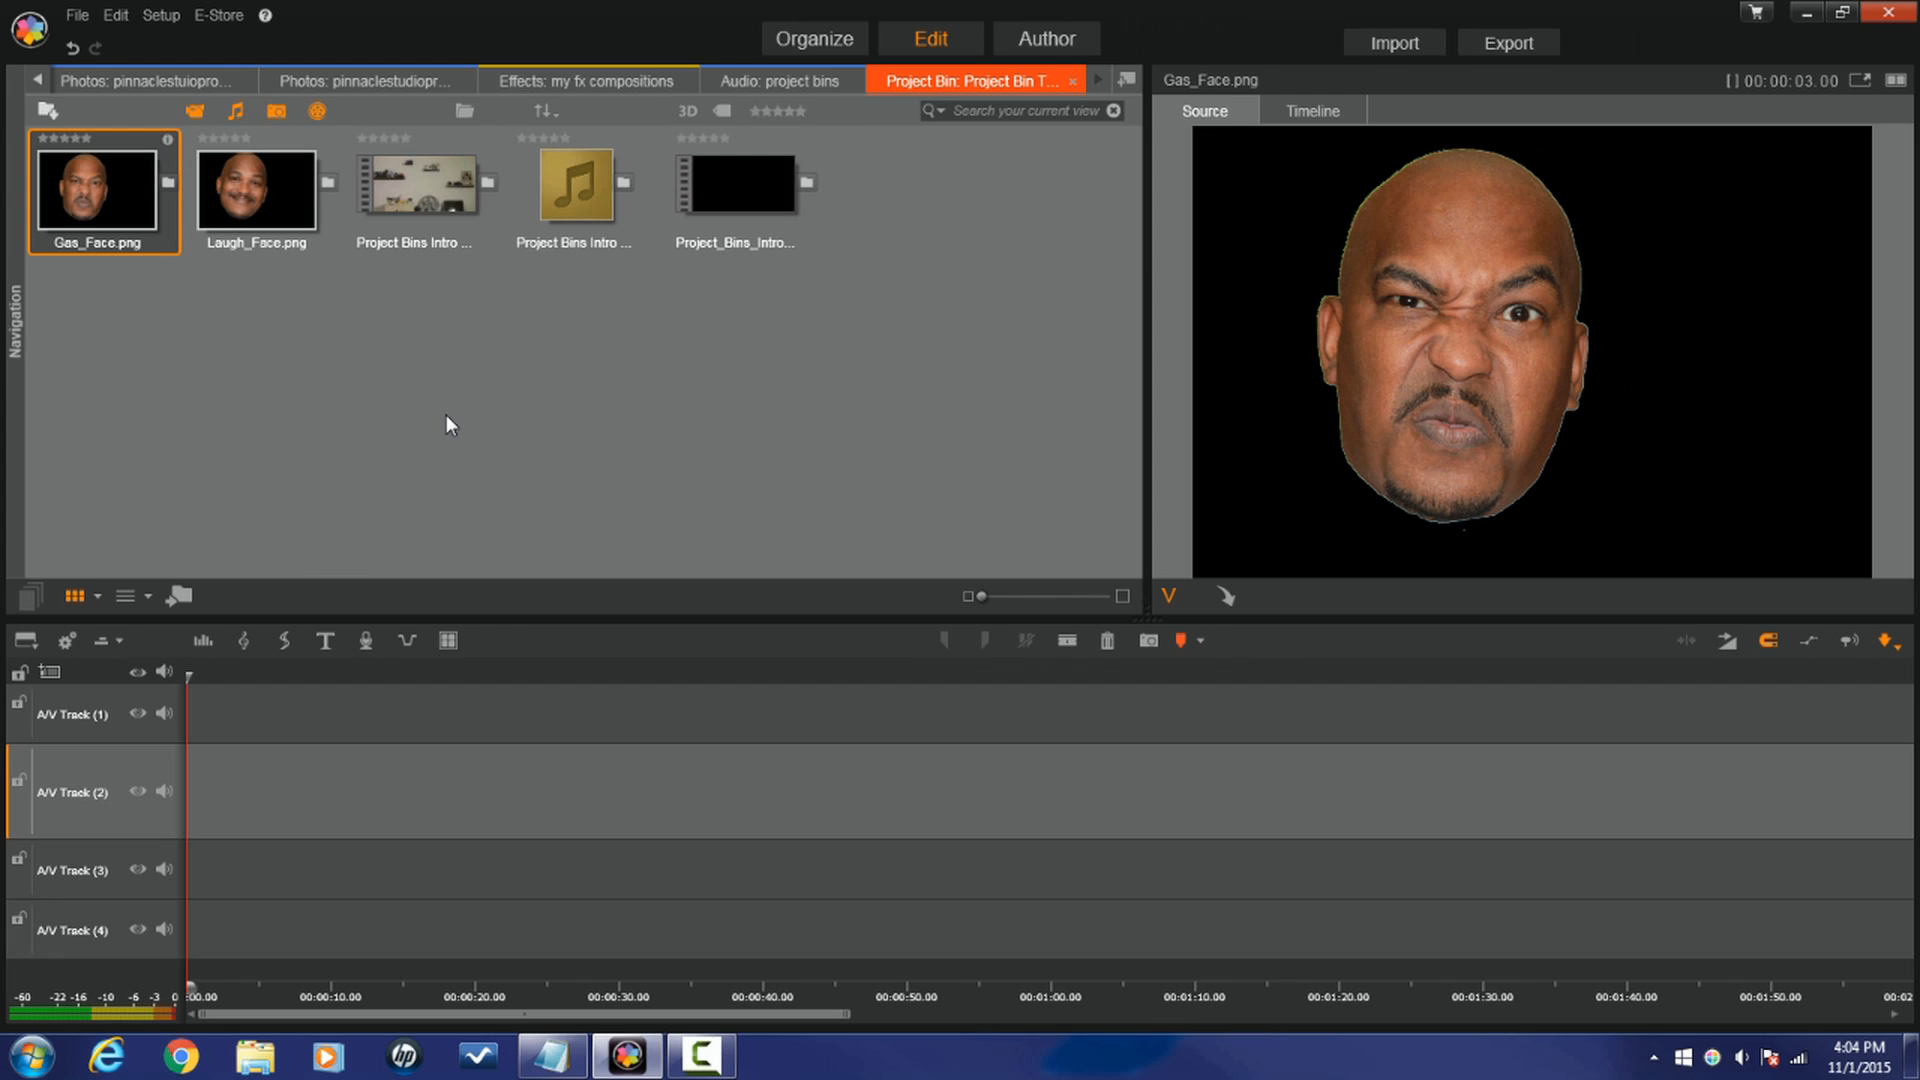 File Edit Setup E-Store ?
Organize Edit Author
Import Export
Photos: pinnaclestuiopro... Photos: pinnaclestudiopr... Effects: my fx compositions Audio: project bins Project Bin: Project Bin T... ×
Gas_Face.png [ ] 00:00:03.00
3D Search your current view
Source Timeline
Gas_Face.png Laugh_Face.png Project Bins Intro ... Project Bins Intro ... Project_Bins_Intro...
Navigation
V
A/V Track (1)
A/V Track (2)
A/V Track (3)
A/V Track (4)
-60 -22 -16 -10 -6 -3 0 :00.00 00:00:10.00 00:00:20.00 00:00:30.00 00:00:40.00 00:00:50.00 00:01:00.00 00:01:10.00 00:01:20.00 00:01:30.00 00:01:40.00 00:01:50.00 00:02
hp
4:04 PM
11/1/2015